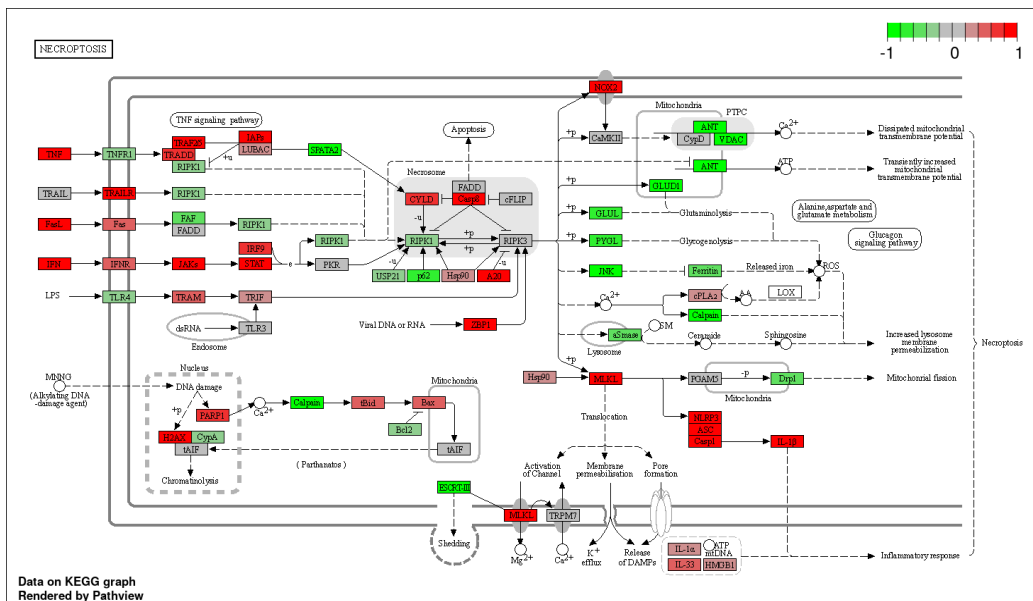 NECROPTOSIS
-1 0 1
NOX2
Mitochondria
PTPC
TNF signaling pathway
Apoptosis
+p
CaMKII
ANT
CypD
VDAC
Ca2+
Dissipated mitochondrial
transmembrane potential
TNF
TNFR1
TRAF2/5
TRADD
RIPK1
IAPs
LUBAC
+u
SPATA2
Necrosome
FADD
Casp8
CYLD
cFLIP
+p
ANT
ATP
Transiently increased
mitochondrial
transmembrane potential
TRAIL
TRAILR
RIPK1
+p
GLUD1
Glutaminolysis
Alanine, aspartate and
glutamate metabolism
FasL
Fas
FAF
FADD
RIPK1
-u
+p
+p
GLUL
Glucagon
signaling pathway
IFN
IFNR
JAKs
IRF9
STAT
e
RIPK1
PKR
RIPK1
RIPK3
+p
+p
PYGL
Glycogenolysis
-u
-u
USP21
p62
Hsp90
A20
JNK
Ferritin
Released iron
ROS
LPS
TLR4
TRAM
TRIF
Ca2+
cPLA2
AA
LOX
dsRNA
TLR3
Endosome
Viral DNA or RNA
ZBP1
Calpain
SM
aSmase
Lysosome
Ceramide
Sphingosine
Increased lysosome
membrane
permeabilization
Necroptosis
+p
Hsp90
MLKL
PGAM5
-p
Drp1
Mitochondria
Mitochonrial fission
MNNG
(Alkylating DNA
-damage agent)
Nucleus
DNA damage
+p
PARP1
H2AX
CypA
tAIF
Chromatinolysis
Ca2+
Calpain
tBid
Bax
Bcl2
Mitochondria
tAIF
( Parthanatos )
Translocation
NLRP3
ASC
Casp1
IL-1β
Activation
of Channel
Membrane
permeabilisation
Pore
formation
ESCRT-III
MLKL
TRPM7
Shedding
Mg2+
Ca2+
K+
efflux
Release
of DAMPs
IL-1α
ATP
mtDNA
IL-33
HMGB1
Inflammatory response
Data on KEGG graph
Rendered by Pathview